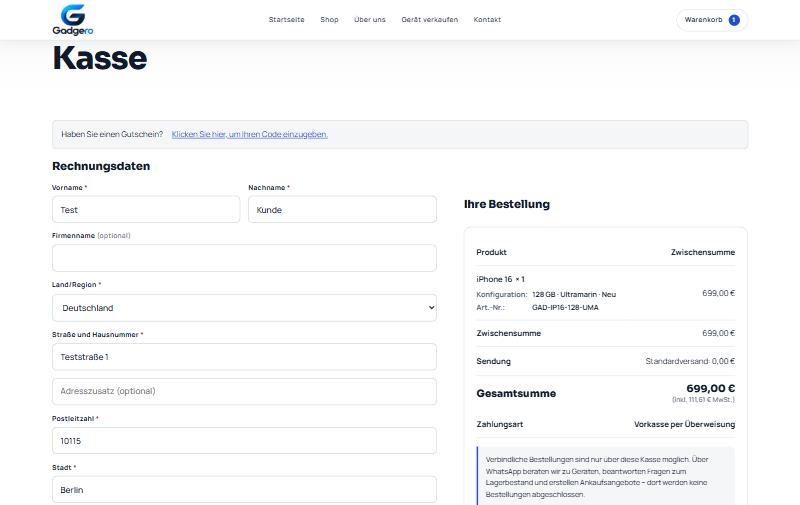 Gadgero
Startseite Shop Über uns Gerät verkaufen Kontakt
Warenkorb 1
Kasse
Haben Sie einen Gutschein? Klicken Sie hier, um Ihren Code einzugeben.
Rechnungsdaten
Vorname *
Test
Nachname *
Kunde
Firmenname (optional)
Land/Region *
Deutschland
Straße und Hausnummer *
Teststraße 1
Adresszusatz (optional)
Postleitzahl *
10115
Stadt *
Berlin
Ihre Bestellung
Produkt Zwischensumme
iPhone 16 × 1
Konfiguration: 128 GB · Ultramarin · Neu
Art.-Nr.: GAD-IP16-128-UMA
699,00 €
Zwischensumme 699,00 €
Sendung Standardversand: 0,00 €
Gesamtsumme 699,00 €
(inkl. 111,61 € MwSt.)
Zahlungsart Vorkasse per Überweisung
Verbindliche Bestellungen sind nur über diese Kasse möglich. Über
WhatsApp beraten wir zu Geräten, beantworten Fragen zum
Lagerbestand und erstellen Ankaufsangebote – dort werden keine
Bestellungen abgeschlossen.